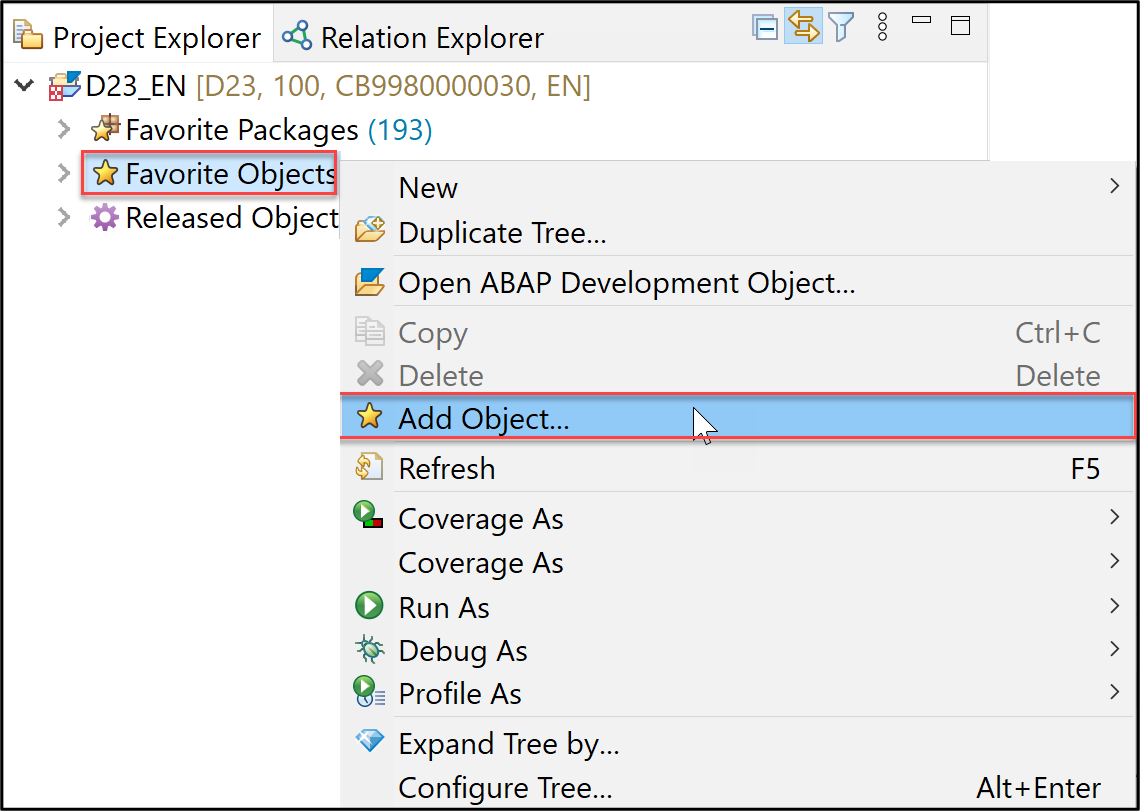 Project Explorer Relation Explorer
D23_EN [D23, 100, CB9980000030, EN]
Favorite Packages (193)
Favorite Objects
Released Object
New
Duplicate Tree...
Open ABAP Development Object...
Copy Ctrl+C
Delete Delete
Add Object...
Refresh F5
Coverage As
Coverage As
Run As
Debug As
Profile As
Expand Tree by...
Configure Tree... Alt+Enter